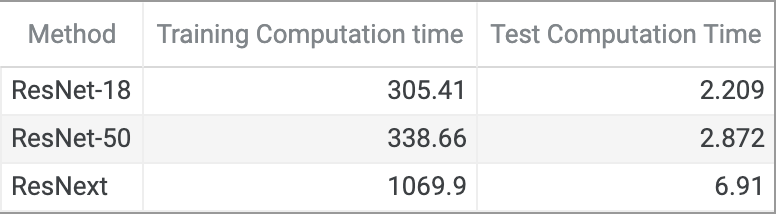 Method Training Computation time Test Computation Time
ResNet-18 305.41 2.209
ResNet-50 338.66 2.872
ResNext 1069.9 6.91